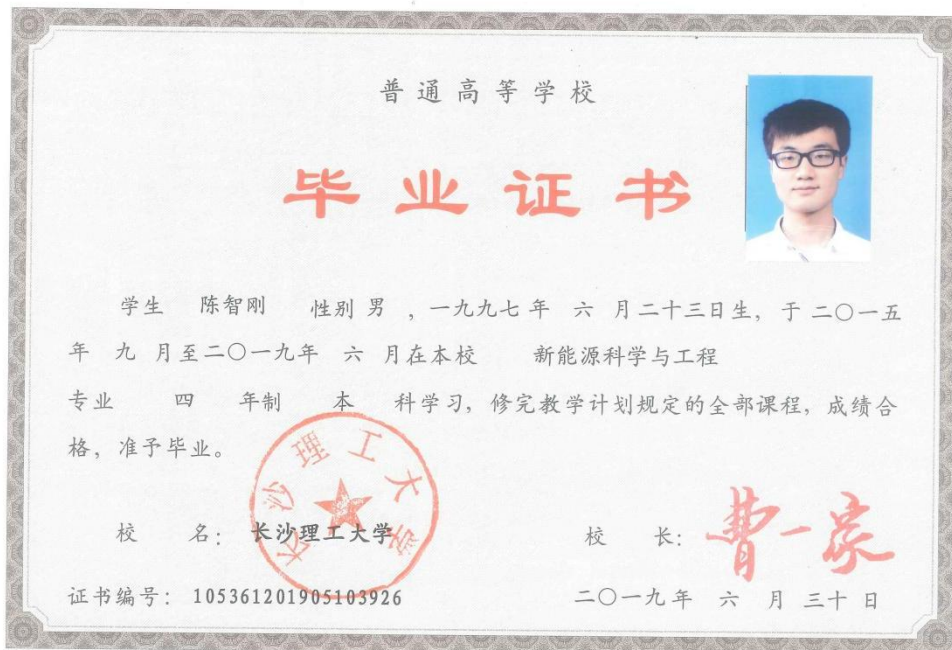 普通高等学校
毕业证书
学生 陈智刚 性别 男 ,一九九七年 六 月二十三日生, 于二〇一五
年 九 月至二〇一九年 六 月在本校 新能源科学与工程
专业 四 年制 本 科学习, 修完教学计划规定的全部课程, 成绩合
格, 准予毕业。
长沙理工大学
校 名: 长沙理工大学 校 长: 曹一家
证书编号: 105361201905103926 二〇一九年 六 月 三十 日